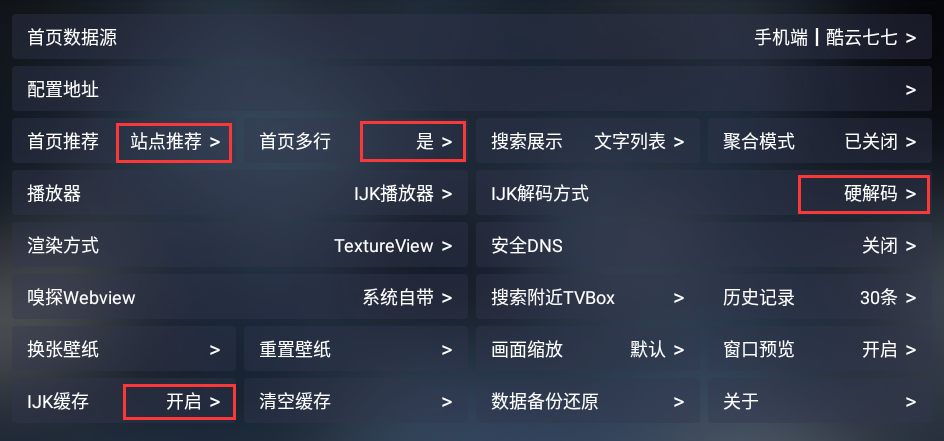 首页数据源 手机端┃酷云七七 >
配置地址 >
首页推荐 站点推荐 > 首页多行 是 > 搜索展示 文字列表 > 聚合模式 已关闭 >
播放器 IJK播放器 > IJK解码方式 硬解码 >
渲染方式 TextureView > 安全DNS 关闭 >
嗅探Webview 系统自带 > 搜索附近TVBox > 历史记录 30条 >
换张壁纸 > 重置壁纸 > 画面缩放 默认 > 窗口预览 开启 >
IJK缓存 开启 > 清空缓存 > 数据备份还原 > 关于 >